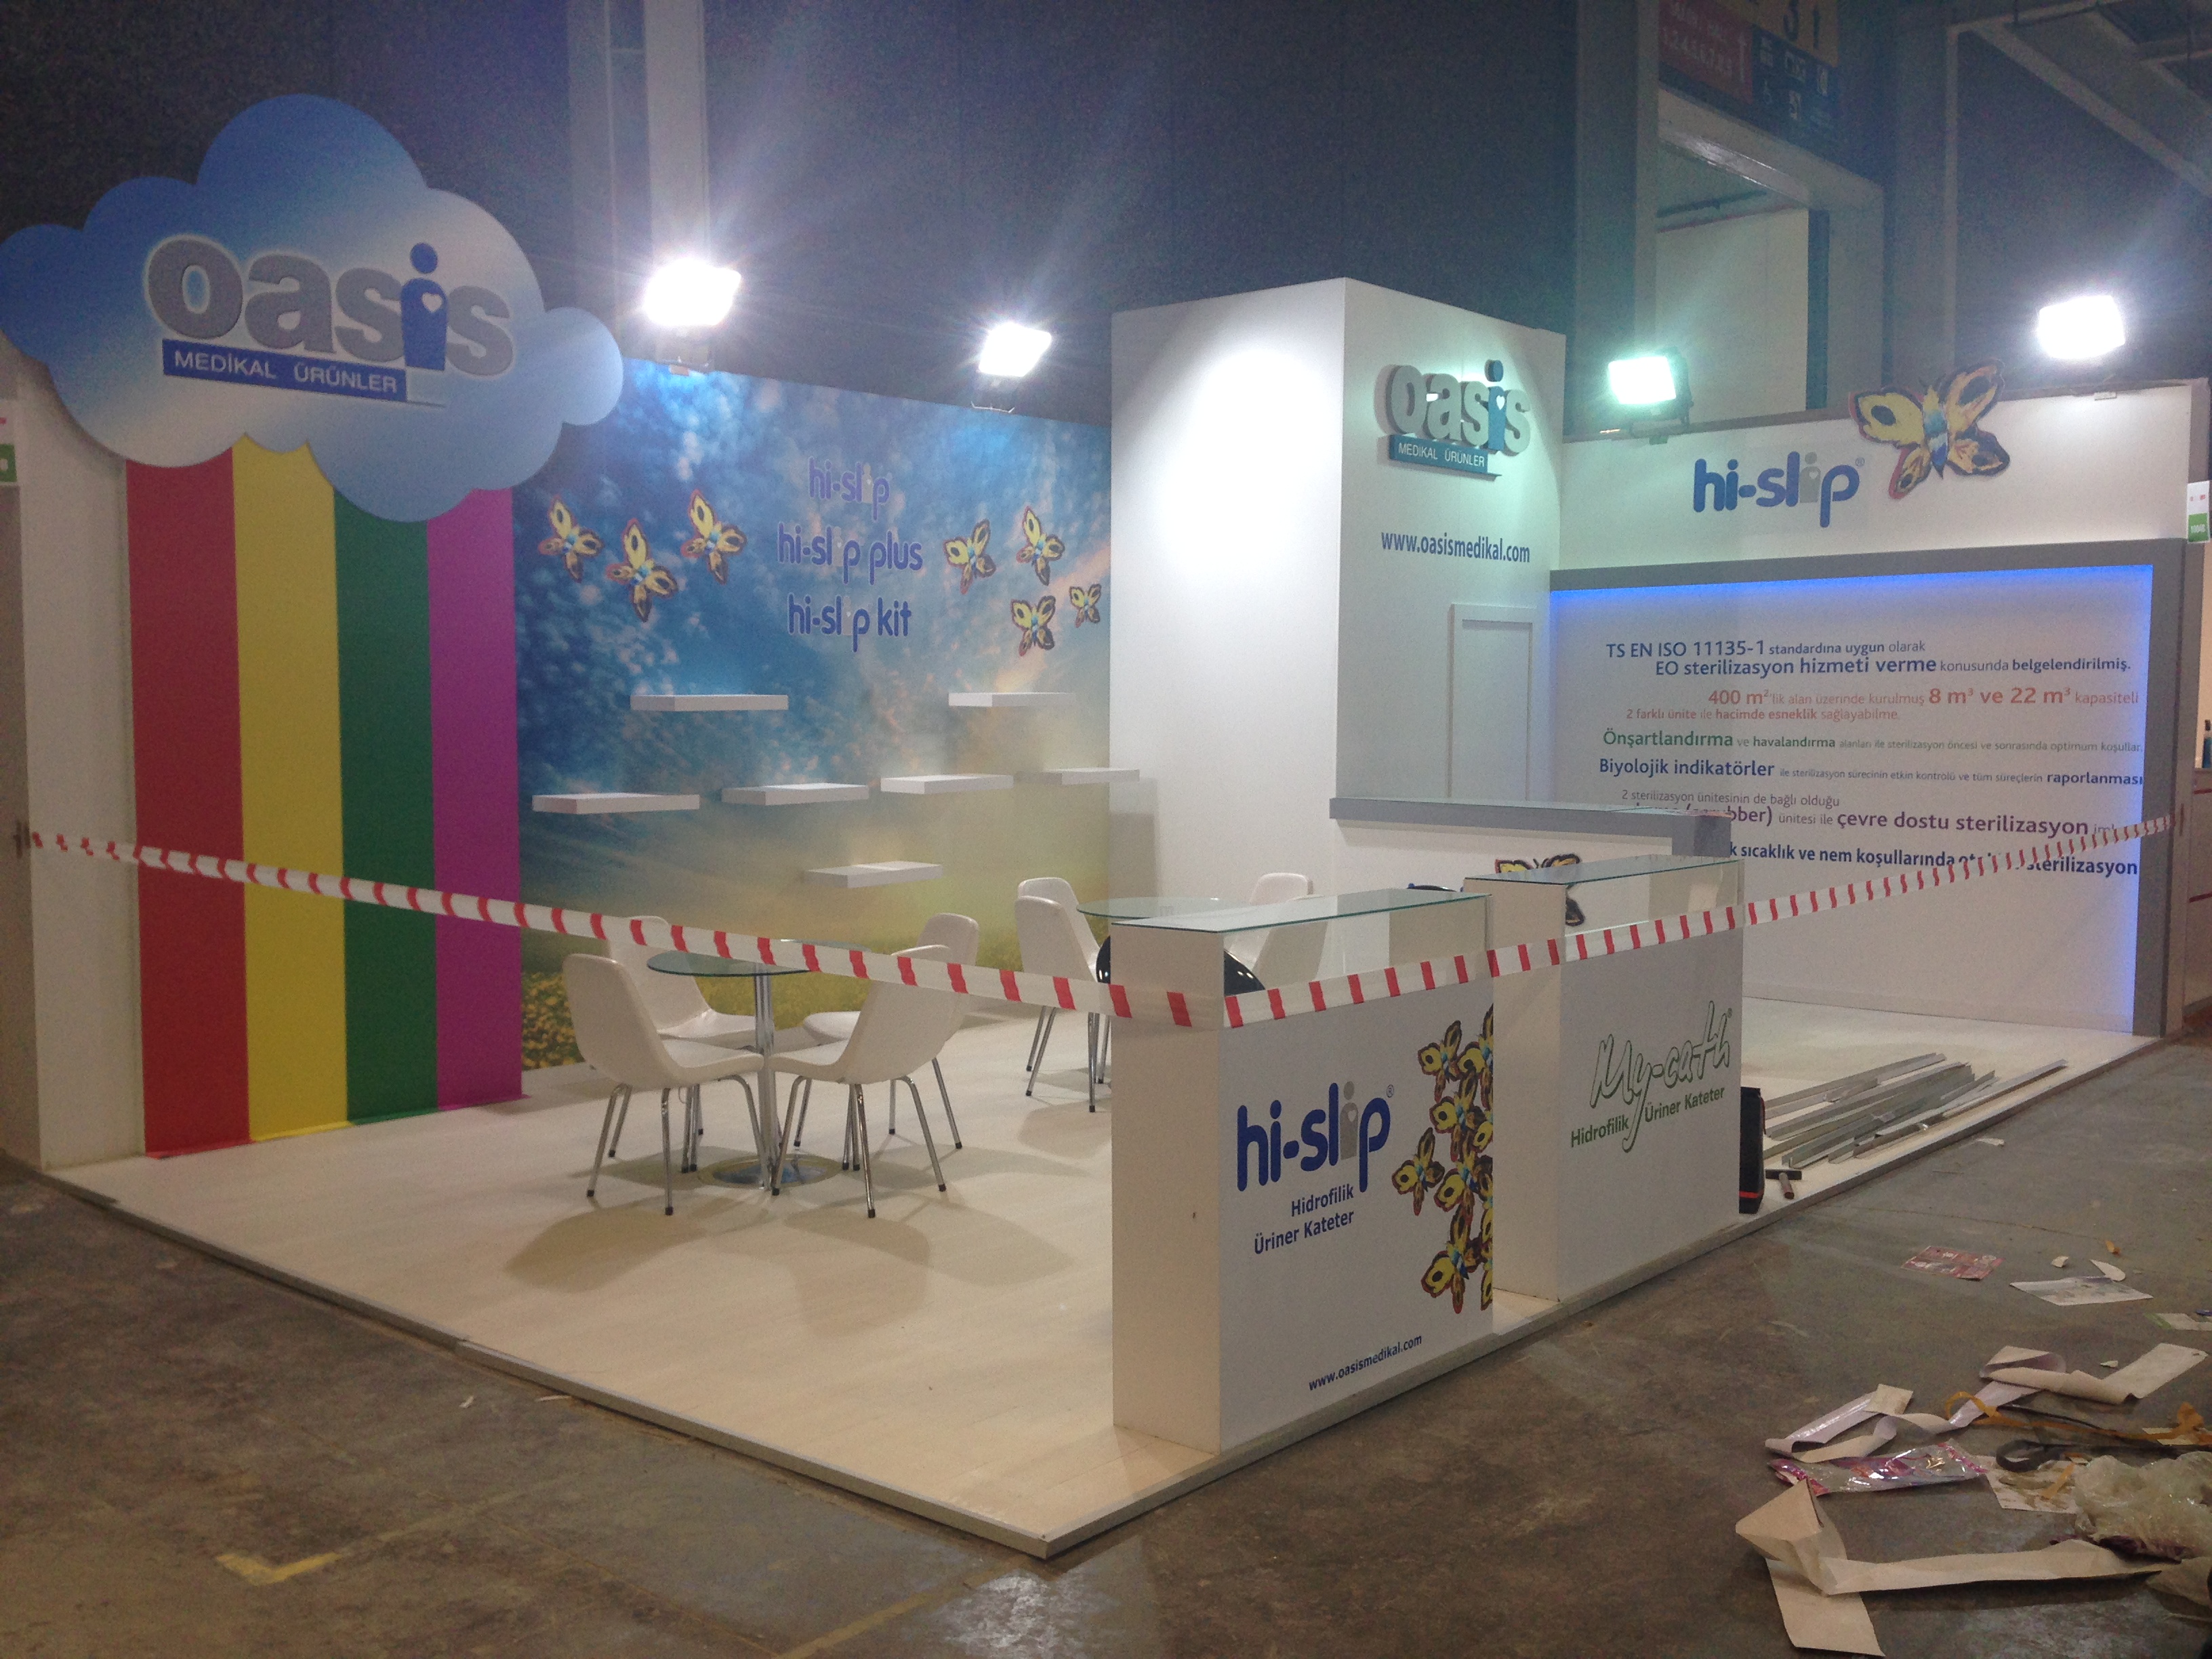 oasis
MEDİKAL ÜRÜNLER
hi-slip
hi-slip plus
hi-slip kit
oasis
MEDİKAL ÜRÜNLER
www.oasismedikal.com
hi-slip®
TS EN ISO 11135-1 standardına uygun olarak
EO sterilizasyon hizmeti verme konusunda belgelendirilmiş.
400 m²'lik alan üzerinde kurulmuş 8 m³ ve 22 m³ kapasiteli
2 farklı ünite ile hacimde esneklik sağlayabilme.
Önşartlandırma ve havalandırma alanları ile sterilizasyon öncesi ve sonrasında optimum koşullar
Biyolojik indikatörler ile sterilizasyon sürecinin etkin kontrolü ve tüm süreçlerin raporlanması
2 sterilizasyon ünitesinin de bağlı olduğu
ünitesi ile çevre dostu sterilizasyon
sıcaklık ve nem koşullarında sterilizasyon
hi-slip®
Hidrofilik
Üriner Kateter
www.oasismedikal.com
My-cath®
Hidrofilik Üriner Kateter